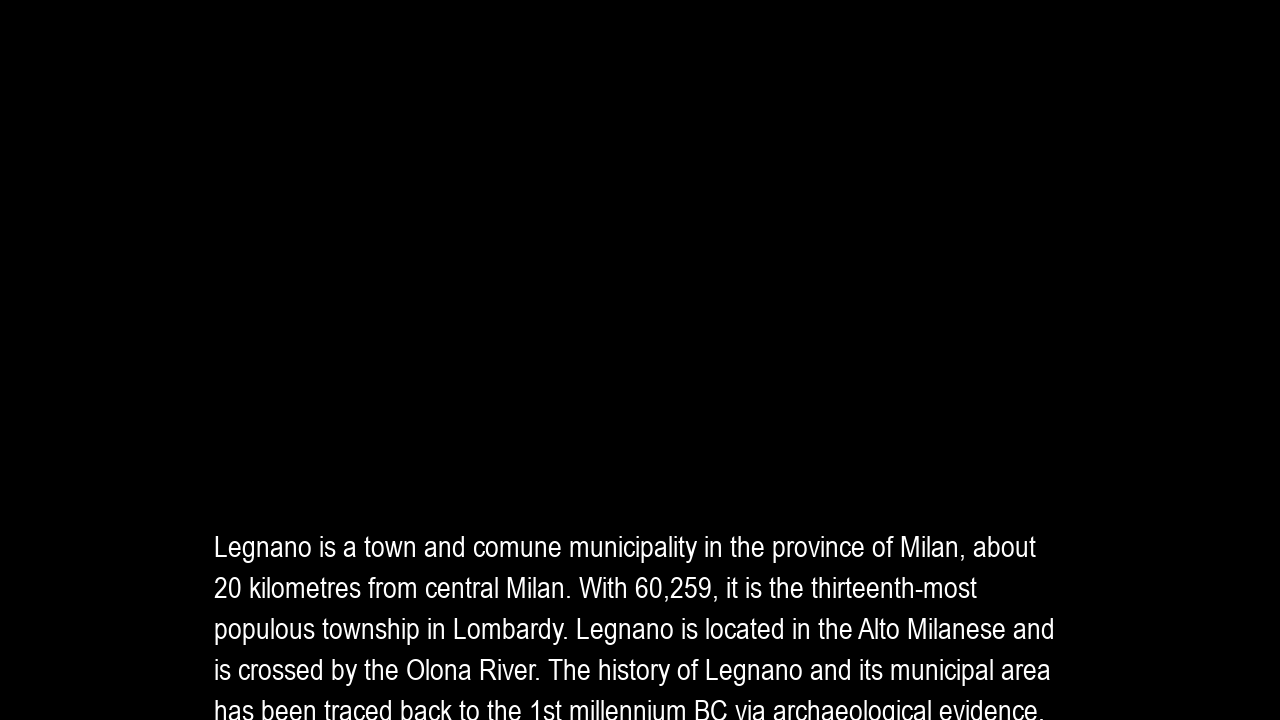 Legnano is a town and comune municipality in the province of Milan, about
20 kilometres from central Milan. With 60,259, it is the thirteenth-most
populous township in Lombardy. Legnano is located in the Alto Milanese and
is crossed by the Olona River. The history of Legnano and its municipal area
has been traced back to the 1st millennium BC via archaeological evidence.